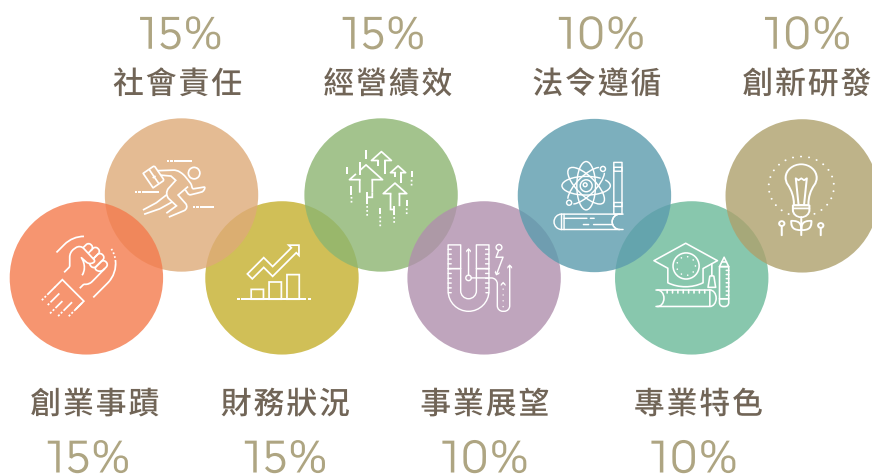 15%
社會責任
15%
經營績效
10%
法令遵循
10%
創新研發
創業事蹟
15%
財務狀況
15%
事業展望
10%
專業特色
10%